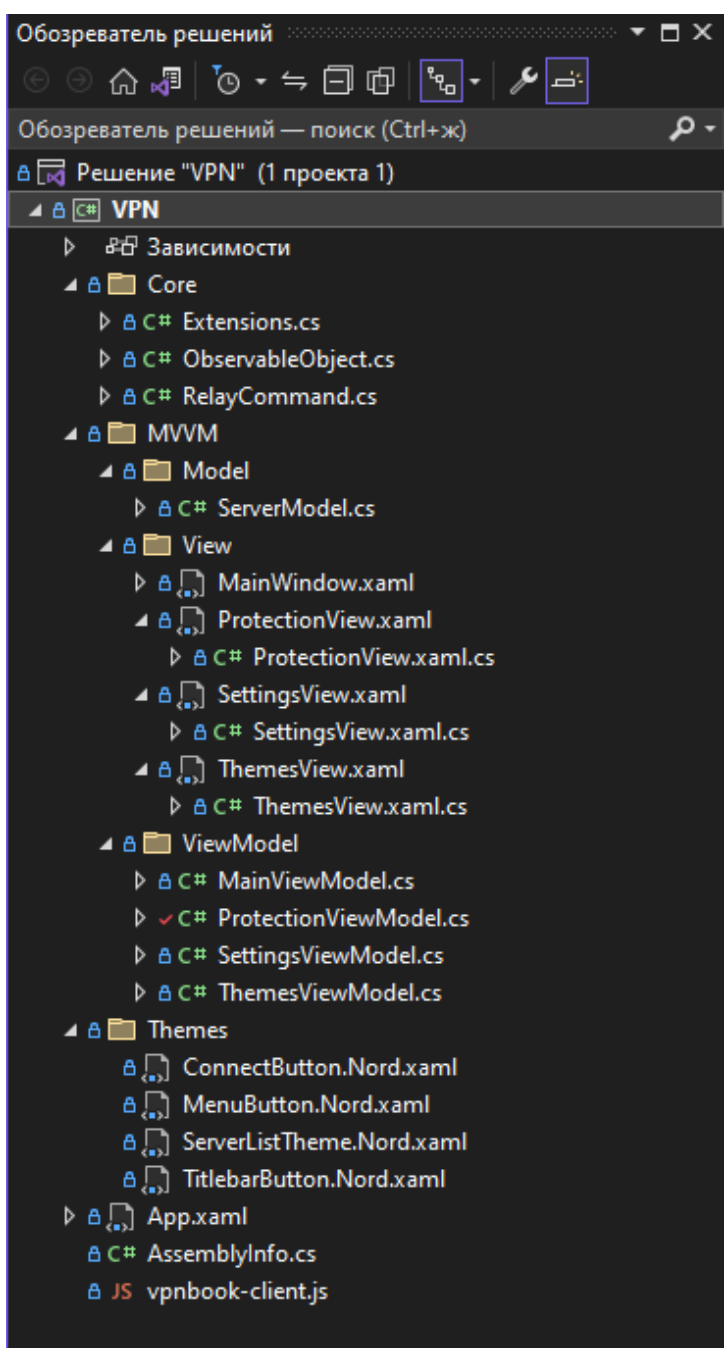 Обозреватель решений
Обозреватель решений — поиск (Ctrl+ж)
Решение "VPN" (1 проекта 1)
C# VPN
Зависимости
Core
C# Extensions.cs
C# ObservableObject.cs
C# RelayCommand.cs
MVVM
Model
C# ServerModel.cs
View
MainWindow.xaml
ProtectionView.xaml
C# ProtectionView.xaml.cs
SettingsView.xaml
C# SettingsView.xaml.cs
ThemesView.xaml
C# ThemesView.xaml.cs
ViewModel
C# MainViewModel.cs
C# ProtectionViewModel.cs
C# SettingsViewModel.cs
C# ThemesViewModel.cs
Themes
ConnectButton.Nord.xaml
MenuButton.Nord.xaml
ServerListTheme.Nord.xaml
TitlebarButton.Nord.xaml
App.xaml
C# AssemblyInfo.cs
JS vpnbook-client.js